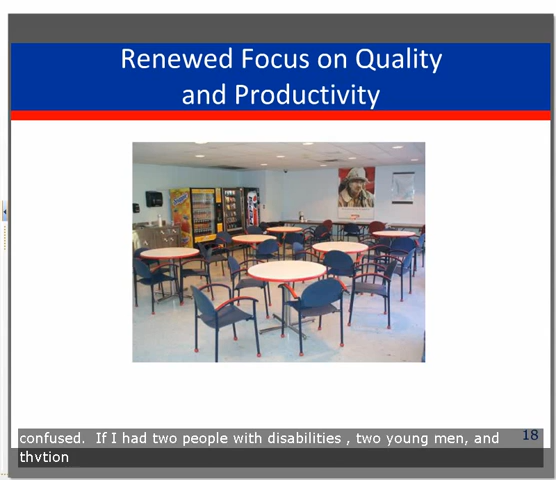 Renewed Focus on Quality
and Productivity
confused.  If I had two people with disabilities , two young men, and
18
thvtion